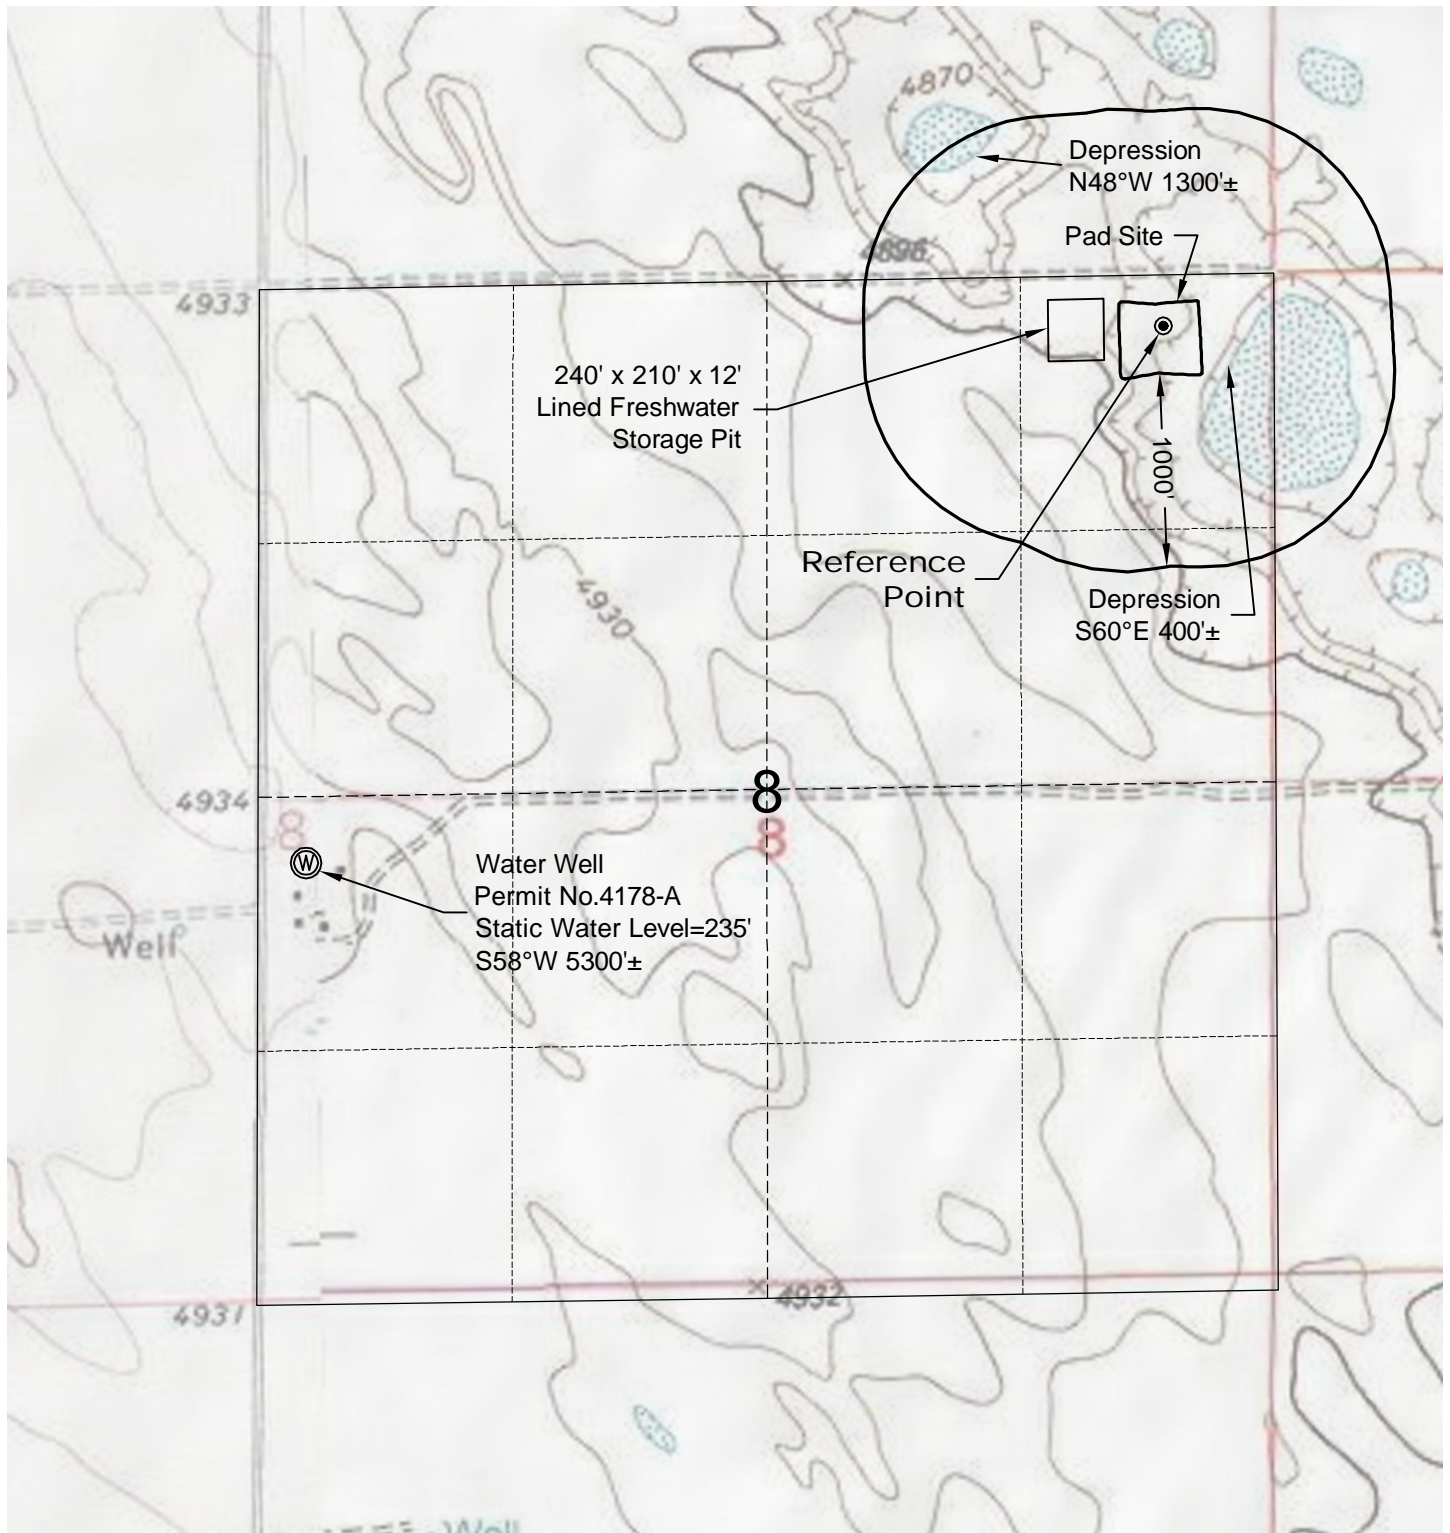 4870
Depression
N48°W 1300'±
Pad Site
4896
4933
240' x 210' x 12'
Lined Freshwater
Storage Pit
1000'
Reference
Point
4930
Depression
S60°E 400'±
4934
8
8
8
Water Well
Permit No.4178-A
Static Water Level=235'
S58°W 5300'±
W
Well
4931
4932
Well